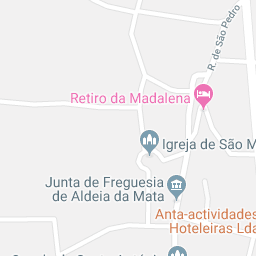 R. de São Pedro
Retiro da Madalena
Igreja de São M
Junta de Freguesia
de Aldeia da Mata
Anta-actividades
Hoteleiras Lda